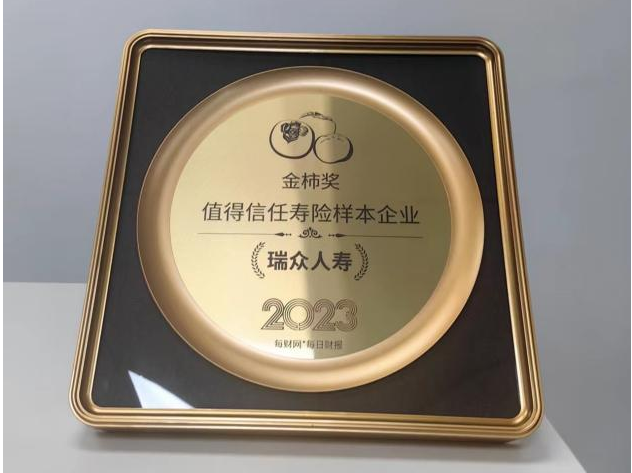 金柿奖
值得信任寿险样本企业
瑞众人寿
2023
每财网*每日财报